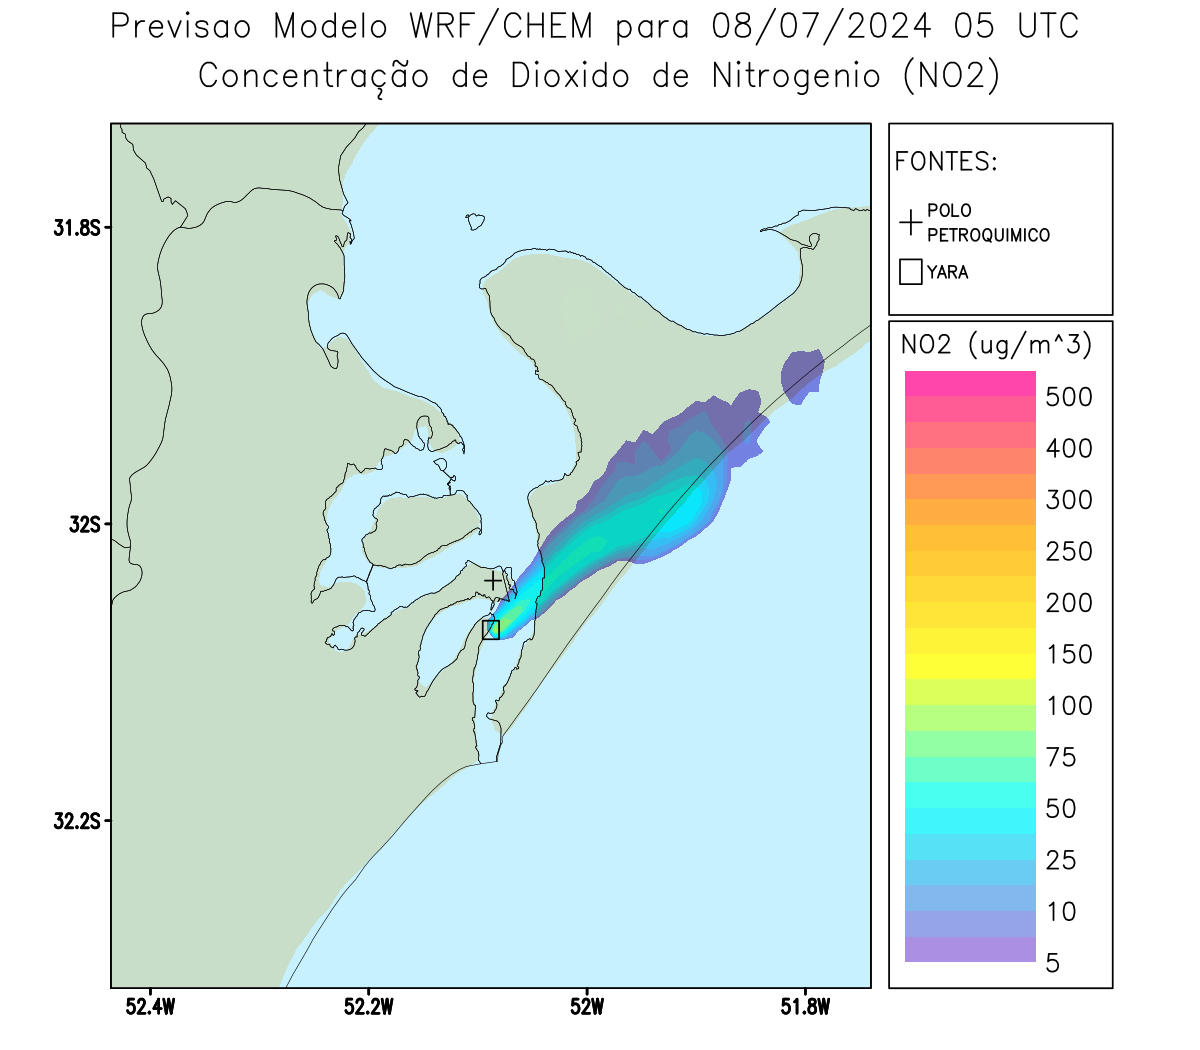 Previsao Modelo WRF/CHEM para 08/07/2024 05 UTC
Concentração de Dioxido de Nitrogenio (NO2)
FONTES:
POLO
PETROQUIMICO
YARA
31.8S
32S
32.2S
52.4W
52.2W
52W
51.8W
NO2 (ug/m^3)
500
400
300
250
200
150
100
75
50
25
10
5